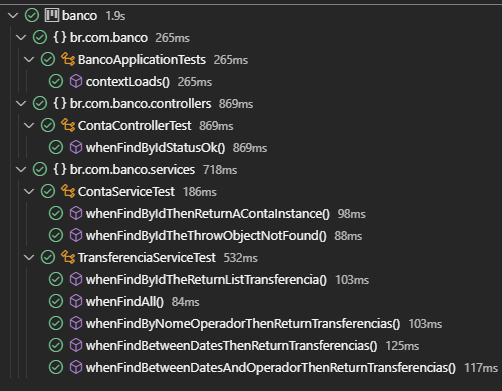 banco 1.9s
{ } br.com.banco 265ms
BancoApplicationTests 265ms
contextLoads() 265ms
{ } br.com.banco.controllers 869ms
ContaControllerTest 869ms
whenFindByIdStatusOk() 869ms
{ } br.com.banco.services 718ms
ContaServiceTest 186ms
whenFindByIdThenReturnAContaInstance() 98ms
whenFindByIdTheThrowObjectNotFound() 88ms
TransferenciaServiceTest 532ms
whenFindByIdTheReturnListTransferencia() 103ms
whenFindAll() 84ms
whenFindByNomeOperadorThenReturnTransferencias() 103ms
whenFindBetweenDatesThenReturnTransferencias() 125ms
whenFindBetweenDatesAndOperadorThenReturnTransferencias() 117ms